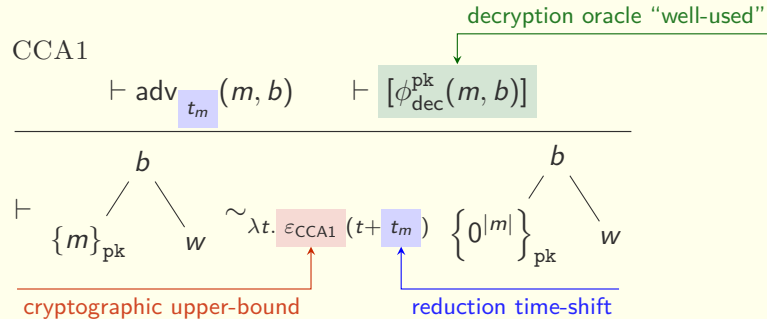 decryption oracle “well-used”
CCA1
⊢ adv_{t_m}(m, b) ⊢ [ϕ^{pk}_{dec}(m, b)]
b b
⊢ {m}_{pk} w ∼_{λt. ε_{CCA1}(t+ t_m)} {0^{|m|}}_{pk} w
cryptographic upper-bound reduction time-shift